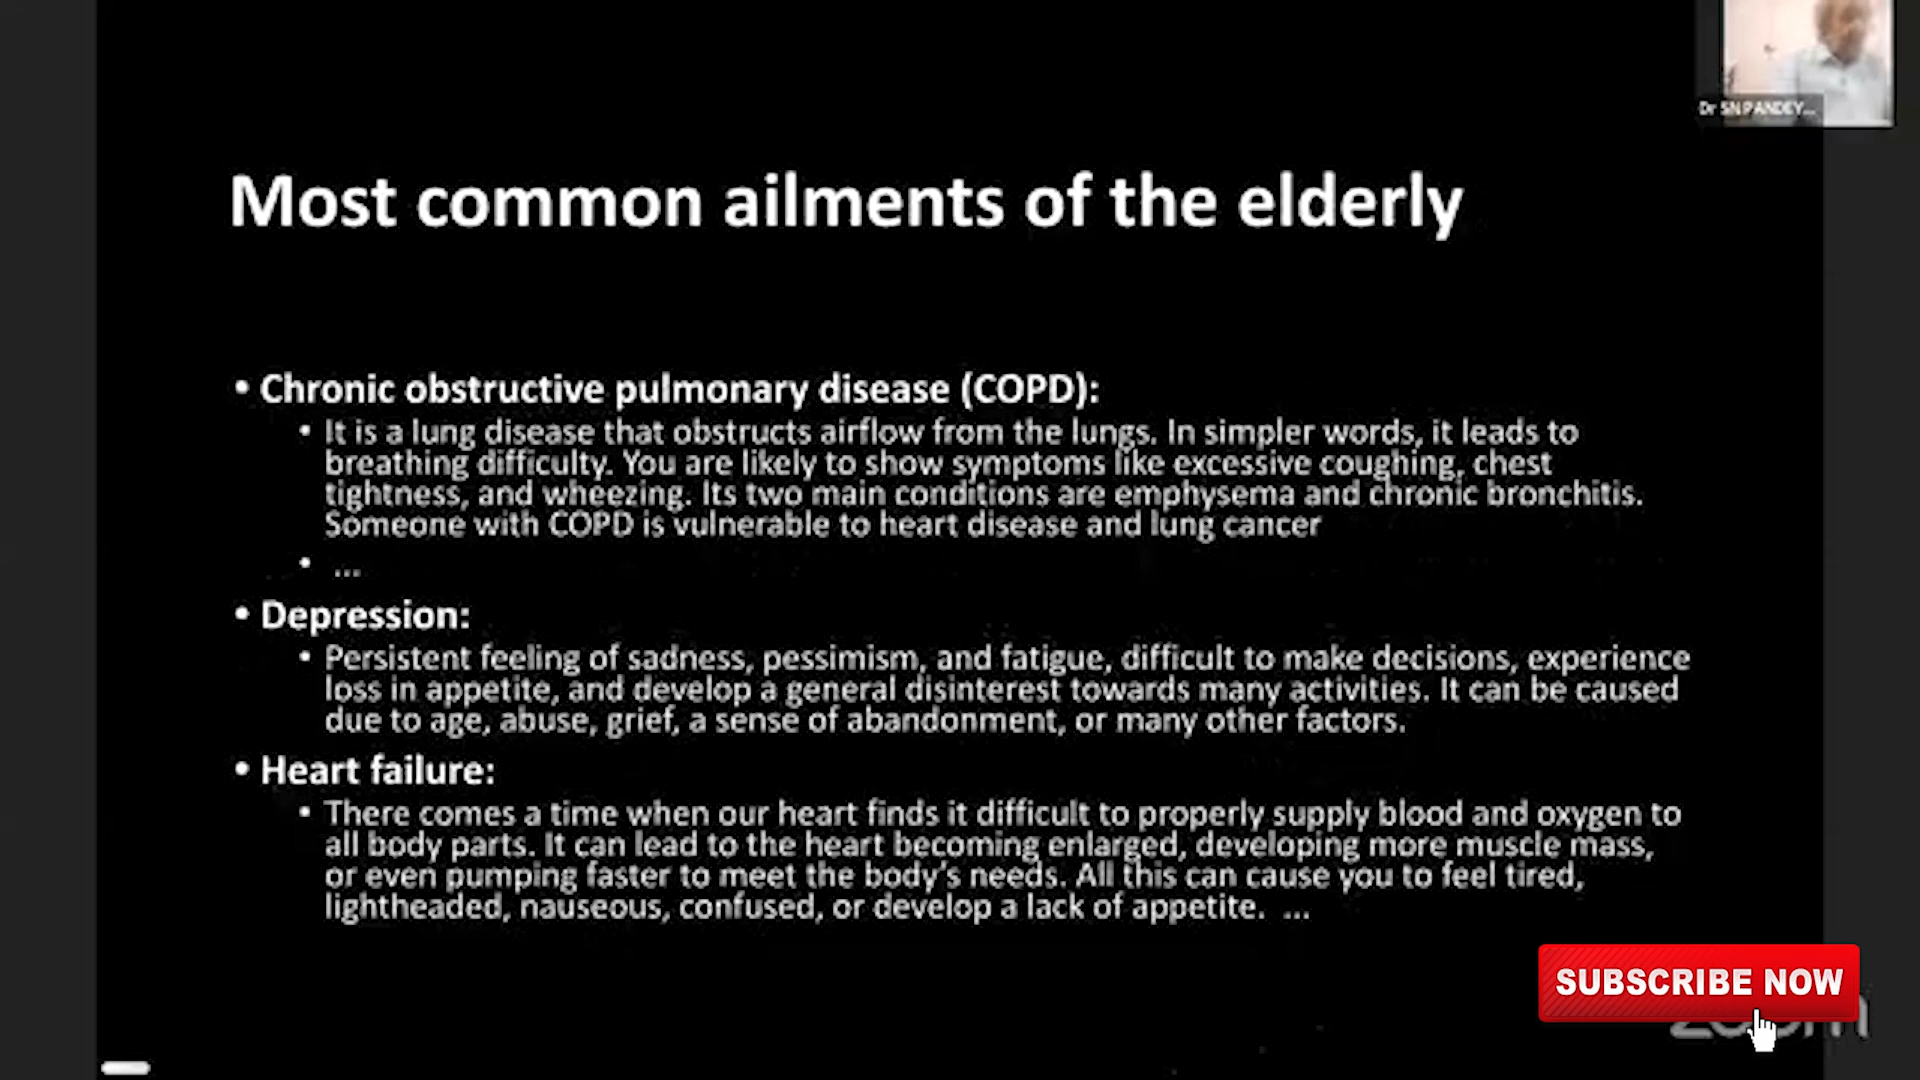 Dr SN PANDEY...
Most common ailments of the elderly
• Chronic obstructive pulmonary disease (COPD):
• It is a lung disease that obstructs airflow from the lungs. In simpler words, it leads to
breathing difficulty. You are likely to show symptoms like excessive coughing, chest
tightness, and wheezing. Its two main conditions are emphysema and chronic bronchitis.
Someone with COPD is vulnerable to heart disease and lung cancer
• ...
• Depression:
• Persistent feeling of sadness, pessimism, and fatigue, difficult to make decisions, experience
loss in appetite, and develop a general disinterest towards many activities. It can be caused
due to age, abuse, grief, a sense of abandonment, or many other factors.
• Heart failure:
• There comes a time when our heart finds it difficult to properly supply blood and oxygen to
all body parts. It can lead to the heart becoming enlarged, developing more muscle mass,
or even pumping faster to meet the body's needs. All this can cause you to feel tired,
lightheaded, nauseous, confused, or develop a lack of appetite. ...
SUBSCRIBE NOW